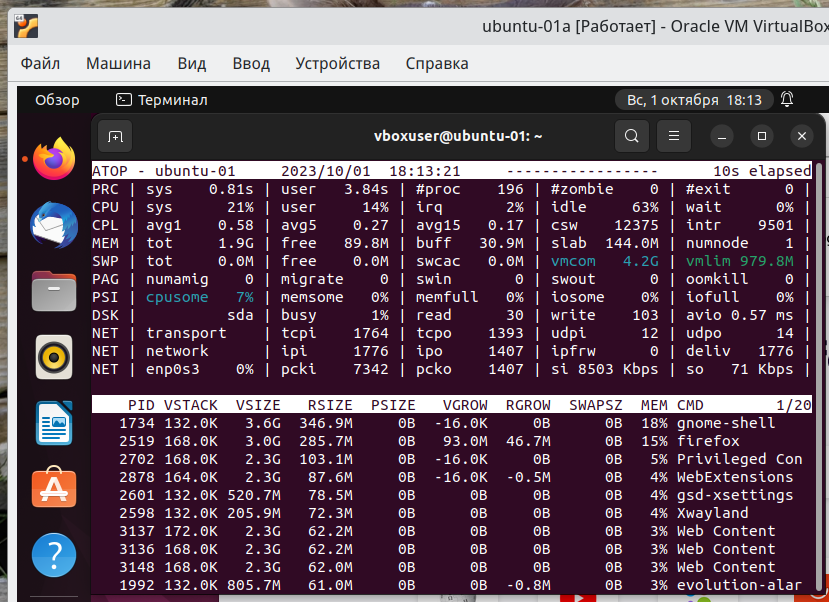 ubuntu-01a [Работает] - Oracle VM VirtualBox
Файл Машина Вид Ввод Устройства Справка
Обзор Терминал Вс, 1 октября 18:13
vboxuser@ubuntu-01: ~
ATOP - ubuntu-01 2023/10/01 18:13:21 ----------------- 10s elapsed
PRC | sys 0.81s | user 3.84s | #proc 196 | #zombie 0 | #exit 0 |
CPU | sys 21% | user 14% | irq 2% | idle 63% | wait 0% |
CPL | avg1 0.58 | avg5 0.27 | avg15 0.17 | csw 12375 | intr 9501 |
MEM | tot 1.9G | free 89.8M | buff 30.9M | slab 144.0M | numnode 1 |
SWP | tot 0.0M | free 0.0M | swcac 0.0M | vmcom 4.2G | vmlim 979.8M |
PAG | numamig 0 | migrate 0 | swin 0 | swout 0 | oomkill 0 |
PSI | cpusome 7% | memsome 0% | memfull 0% | iosome 0% | iofull 0% |
DSK | sda | busy 1% | read 30 | write 103 | avio 0.57 ms |
NET | transport | tcpi 1764 | tcpo 1393 | udpi 12 | udpo 14 |
NET | network | ipi 1776 | ipo 1407 | ipfrw 0 | deliv 1776 |
NET | enp0s3 0% | pcki 7342 | pcko 1407 | si 8503 Kbps | so 71 Kbps |
PID VSTACK VSIZE RSIZE PSIZE VGROW RGROW SWAPSZ MEM CMD 1/20
1734 132.0K 3.6G 346.9M 0B -16.0K 0B 0B 18% gnome-shell
2519 168.0K 3.0G 285.7M 0B 93.0M 46.7M 0B 15% firefox
2702 168.0K 2.3G 103.1M 0B -16.0K 0B 0B 5% Privileged Con
2878 164.0K 2.3G 87.6M 0B -16.0K -0.5M 0B 4% WebExtensions
2601 132.0K 520.7M 78.5M 0B 0B 0B 0B 4% gsd-xsettings
2598 132.0K 205.9M 72.3M 0B 0B 0B 0B 4% Xwayland
3137 172.0K 2.3G 62.2M 0B 0B 0B 0B 3% Web Content
3136 168.0K 2.3G 62.2M 0B 0B 0B 0B 3% Web Content
3148 168.0K 2.3G 62.0M 0B 0B 0B 0B 3% Web Content
1992 132.0K 805.7M 61.0M 0B 0B -0.8M 0B 3% evolution-alar